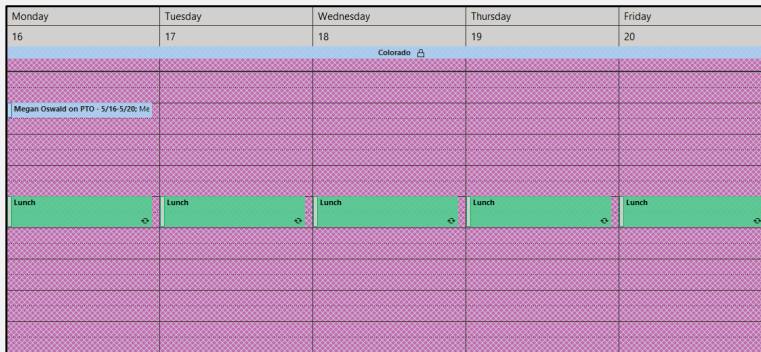 Monday Tuesday Wednesday Thursday Friday
16 17 18 19 20
Colorado
Megan Oswald on PTO - 5/16-5/20; Me
Lunch Lunch Lunch Lunch Lunch